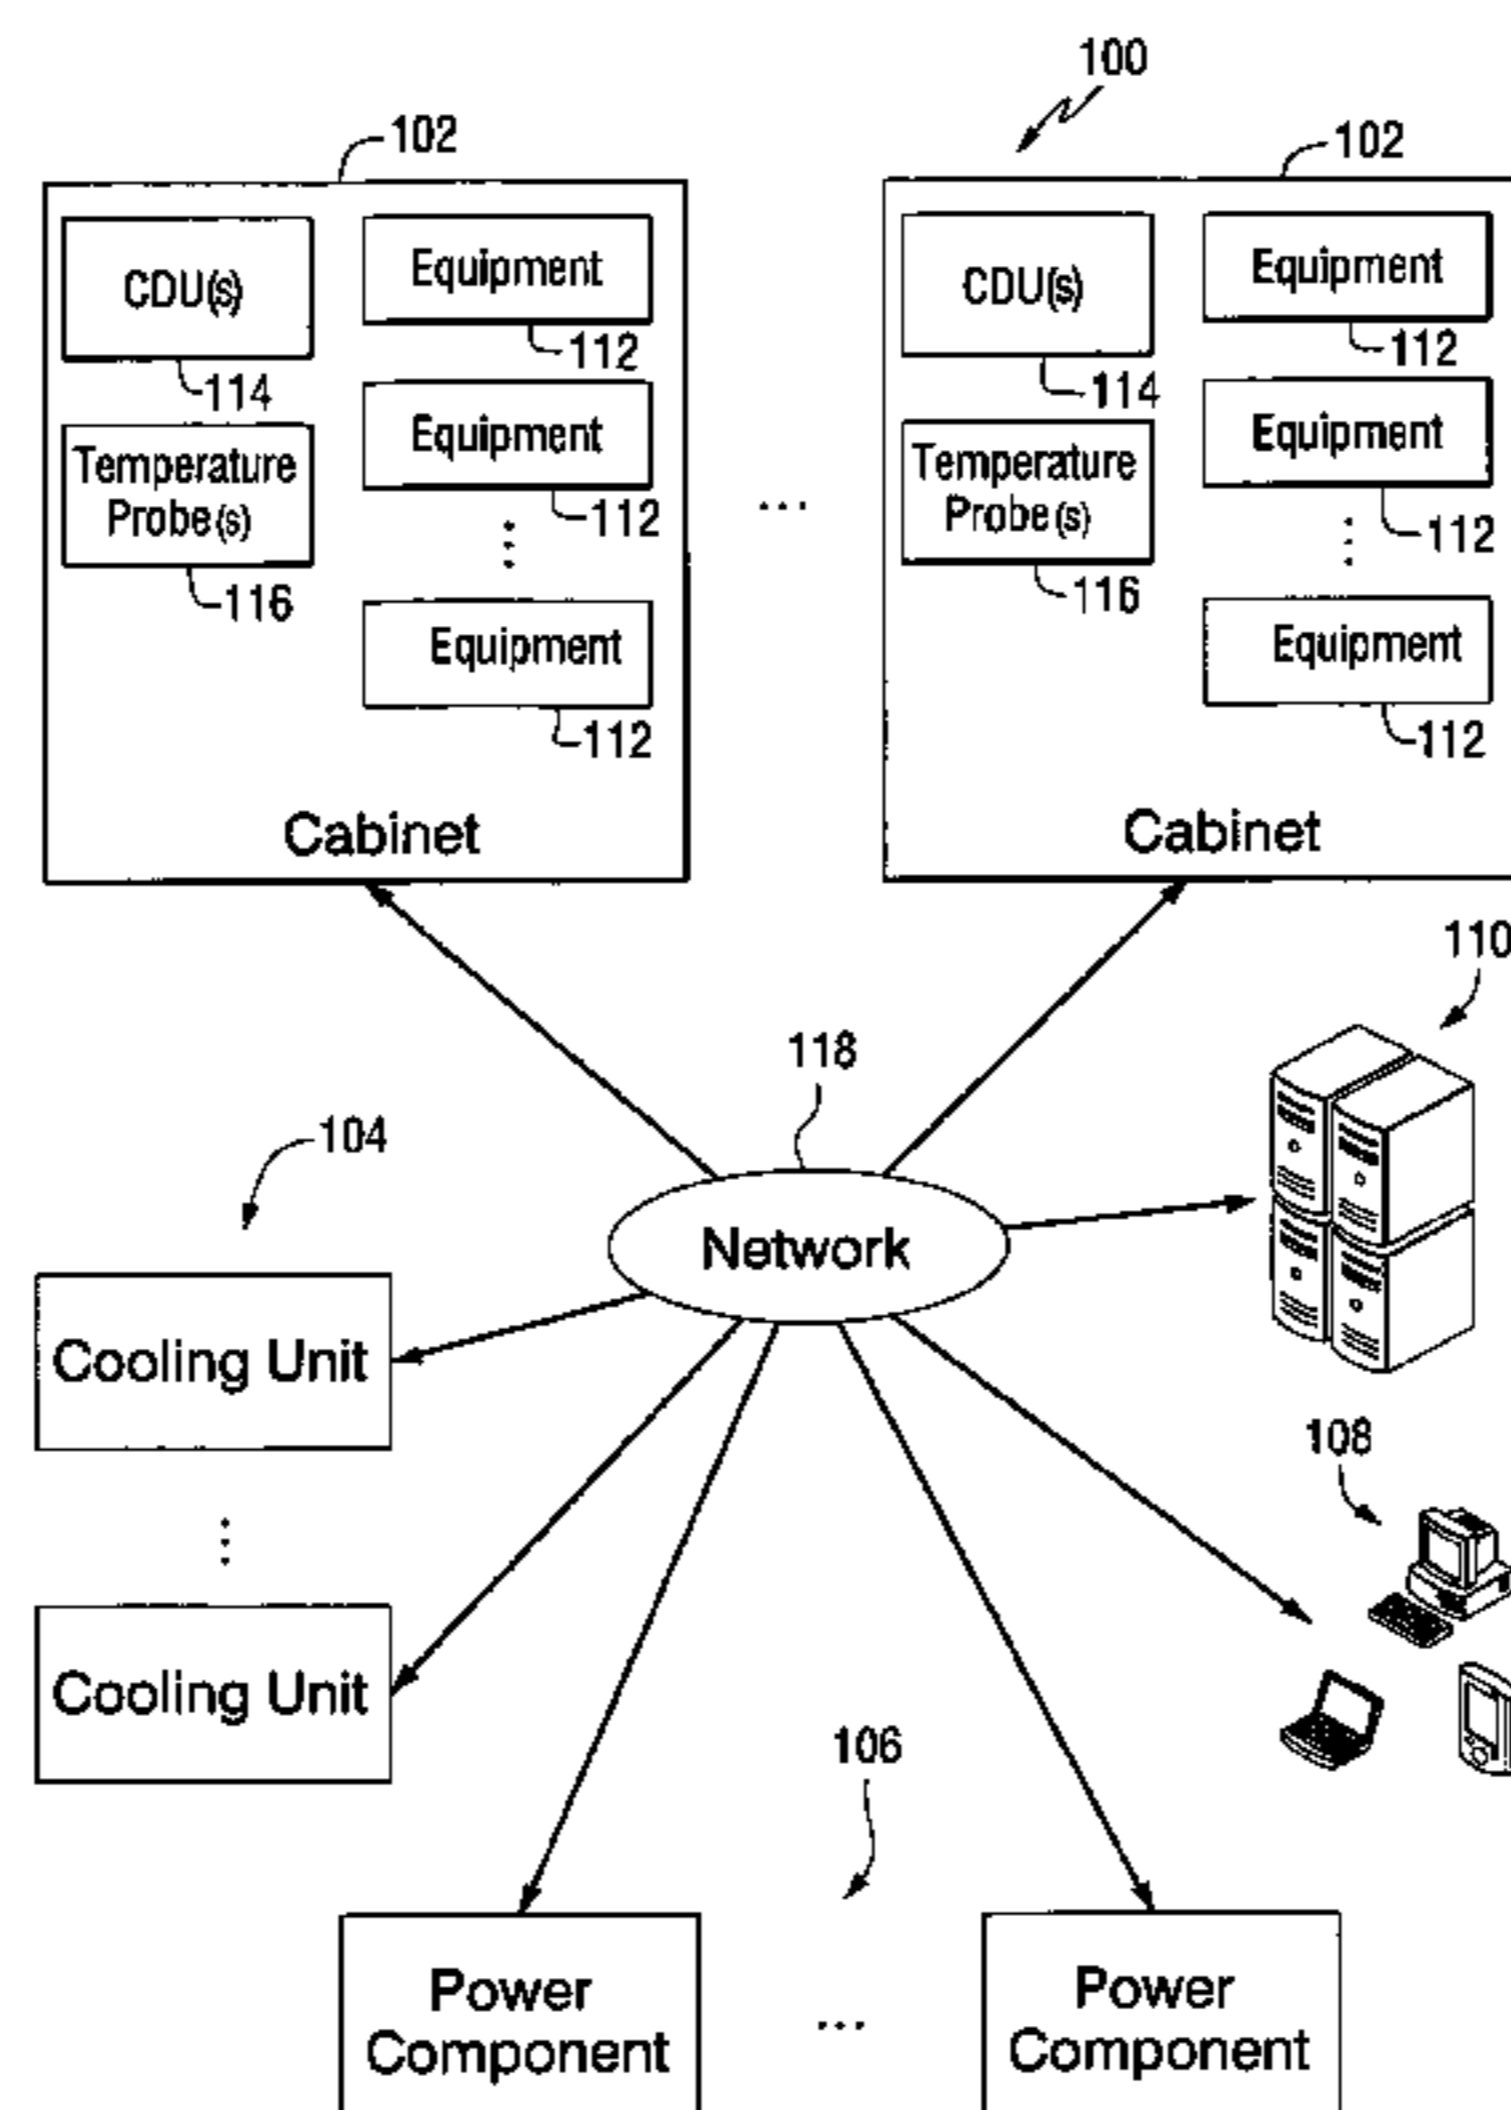 100
102
102
CDU(s)
Equipment
112
114
Equipment
Temperature
Probe(s)
112
116
Equipment
112
Cabinet
...
CDU(s)
Equipment
112
114
Equipment
Temperature
Probe(s)
112
116
Equipment
112
Cabinet
110
118
104
Network
Cooling Unit
108
Cooling Unit
106
Power
Component
...
Power
Component